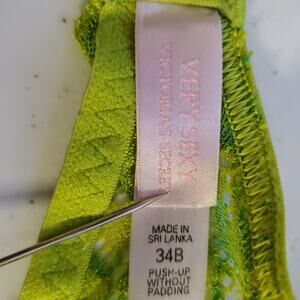 VERY SEXY
VICTORIA'S SECRET
MADE IN
SRI LANKA
34B
PUSH-UP
WITHOUT
PADDING